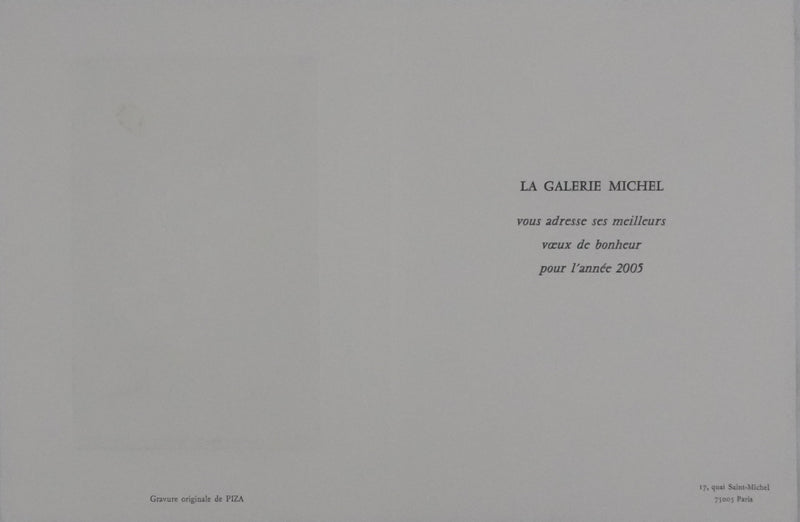 LA GALERIE MICHEL
vous adresse ses meilleurs
vœux de bonheur
pour l'année 2005
Gravure originale de PIZA
17, quai Saint-Michel
75005 Paris